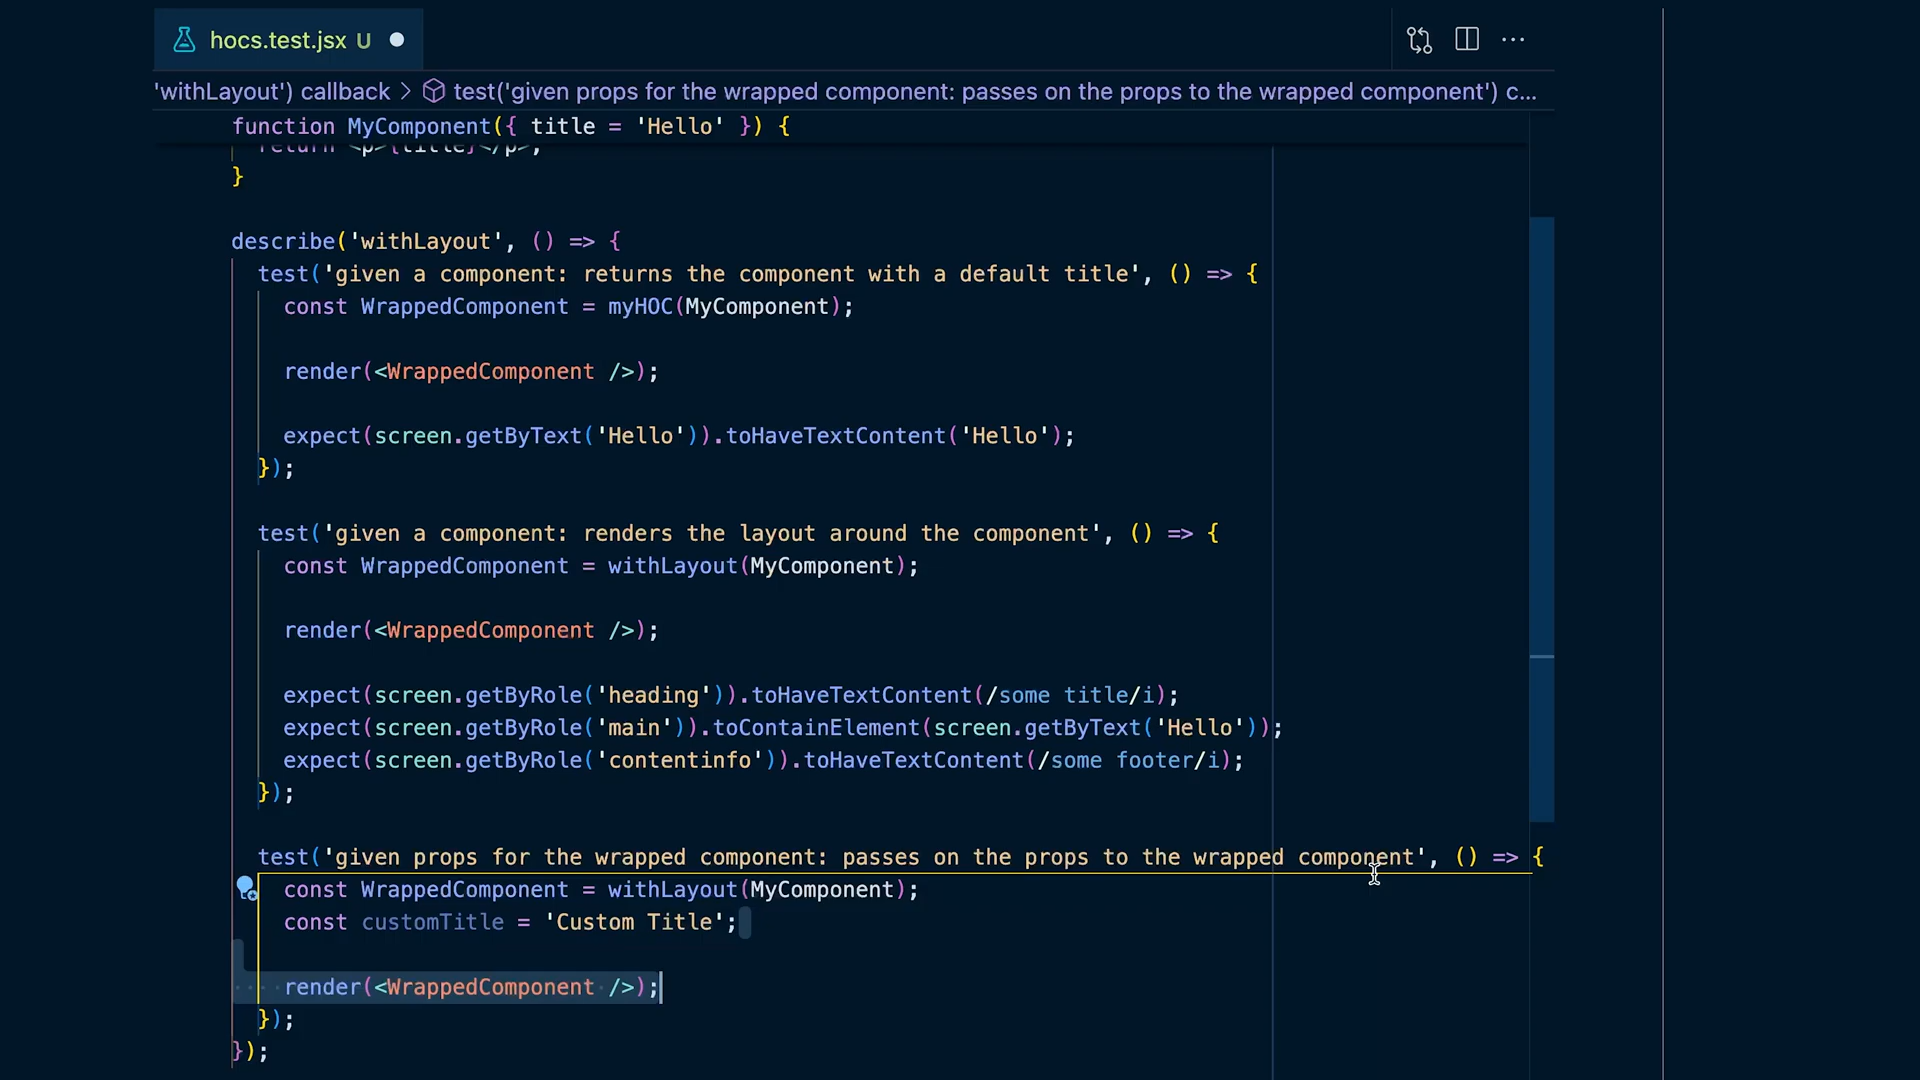 hocs.test.jsx U
'withLayout') callback > test('given props for the wrapped component: passes on the props to the wrapped component') c...
function MyComponent({ title = 'Hello' }) {
return <p>{title}</p>;
}
describe('withLayout', () => {
test('given a component: returns the component with a default title', () => {
const WrappedComponent = myHOC(MyComponent);
render(<WrappedComponent />);
expect(screen.getByText('Hello')).toHaveTextContent('Hello');
});
test('given a component: renders the layout around the component', () => {
const WrappedComponent = withLayout(MyComponent);
render(<WrappedComponent />);
expect(screen.getByRole('heading')).toHaveTextContent(/some title/i);
expect(screen.getByRole('main')).toContainElement(screen.getByText('Hello'));
expect(screen.getByRole('contentinfo')).toHaveTextContent(/some footer/i);
});
test('given props for the wrapped component: passes on the props to the wrapped component', () => {
const WrappedComponent = withLayout(MyComponent);
const customTitle = 'Custom Title';
render(<WrappedComponent />);
});
});